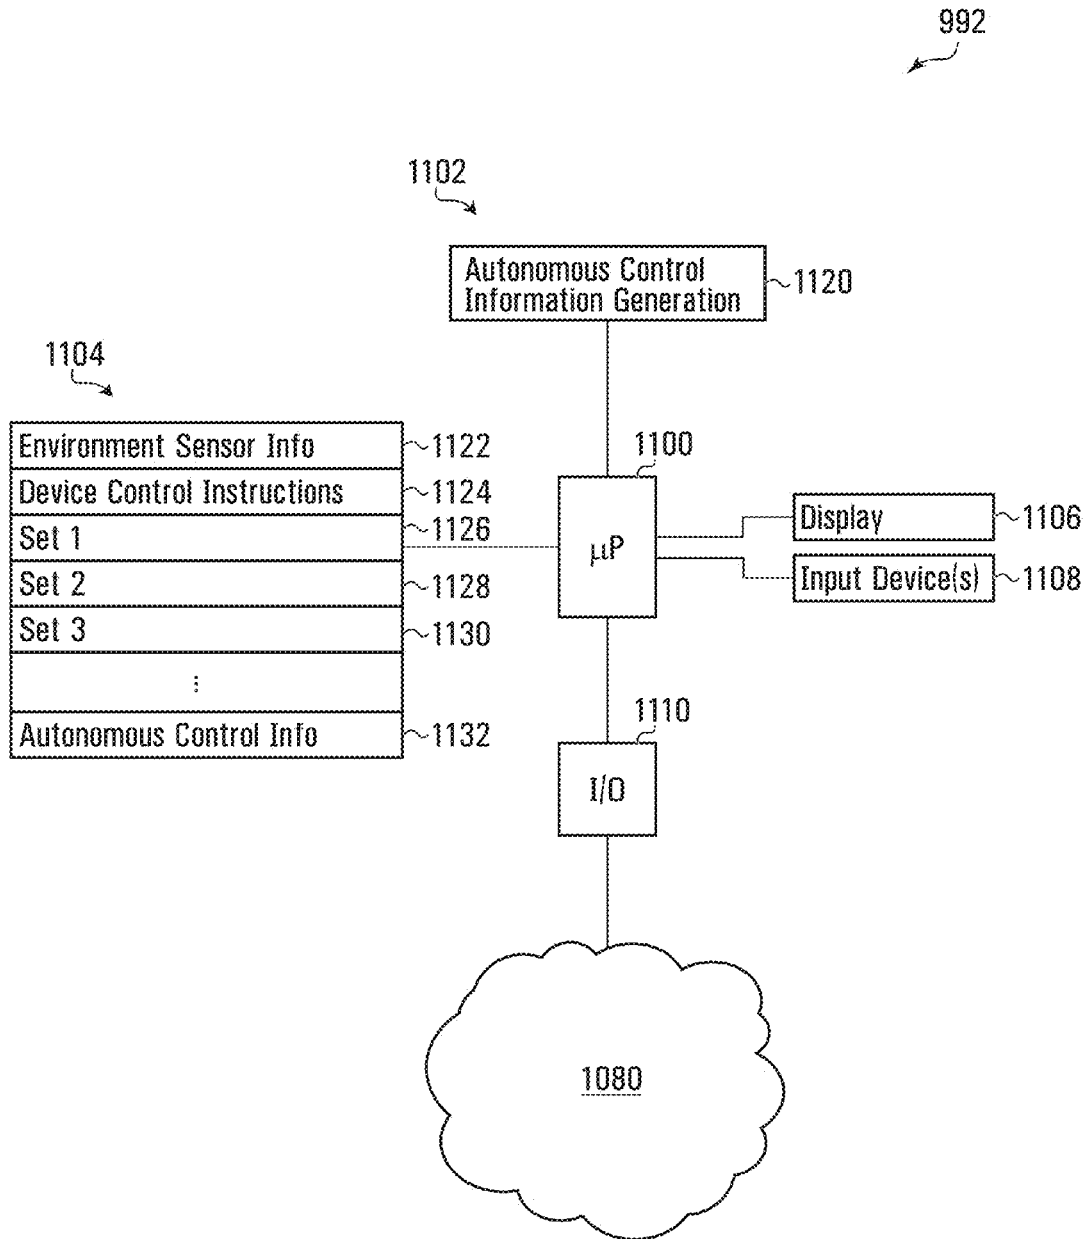 992
1102
Autonomous Control
Information Generation
1120
1104
Environment Sensor Info
1122
Device Control Instructions
1124
Set 1
1126
Set 2
1128
Set 3
1130
⋮
Autonomous Control Info
1132
1100
μP
Display
1106
Input Device(s)
1108
1110
I/O
1080